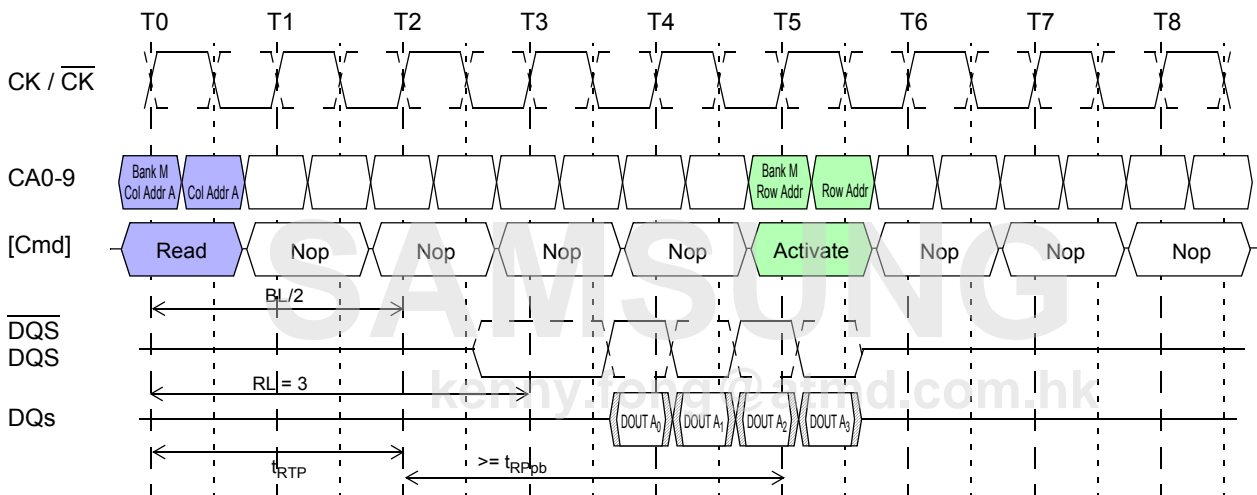 T0 T1 T2 T3 T4 T5 T6 T7 T8
CK / CK
CA0-9
Bank M
Col Addr A
Col Addr A
Bank M
Row Addr
Row Addr
[Cmd]
Read Nop Nop Nop Nop Activate Nop Nop Nop
SAMSUNG
BL/2
DQS
DQS
RL = 3
kenny.tong@atmd.com.hk
DQs
DOUT A0 DOUT A1 DOUT A2 DOUT A3
tRTP
>= tRPpb